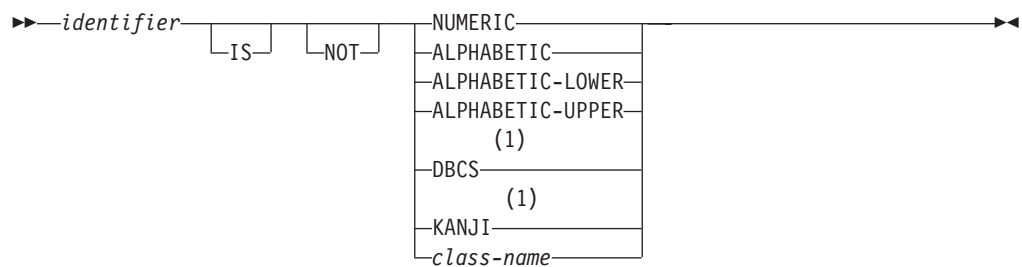 identifier IS NOT NUMERIC
ALPHABETIC
ALPHABETIC-LOWER
ALPHABETIC-UPPER
(1)
DBCS
(1)
KANJI
class-name